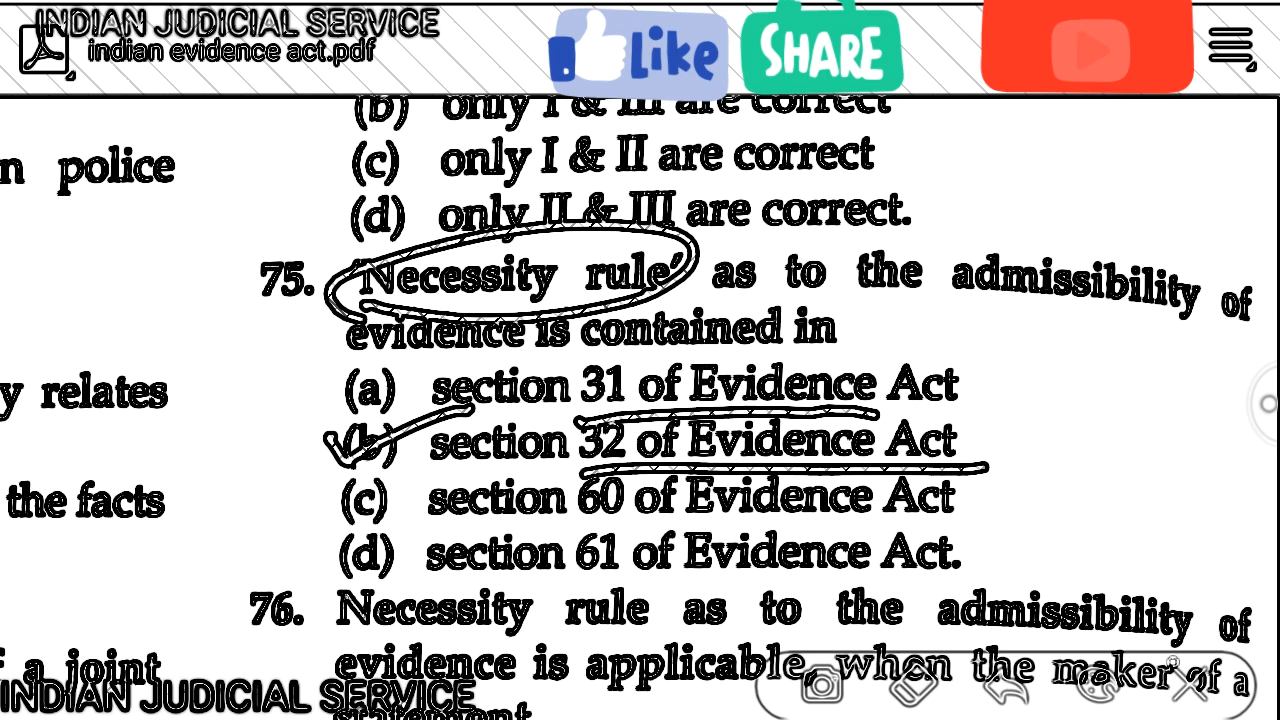 INDIAN JUDICIAL SERVICE
indian evidence act.pdf
Like
SHARE
(b) only I & III are correct
n police
(c) only I & II are correct
(d) only II & III are correct.
75. 'Necessity rule' as to the admissibility of
evidence is contained in
y relates
(a) section 31 of Evidence Act
(b) section 32 of Evidence Act
the facts
(c) section 60 of Evidence Act
(d) section 61 of Evidence Act.
76. Necessity rule as to the admissibility of
a joint
evidence is applicable, when the maker of a
INDIAN JUDICIAL SERVICE
statement